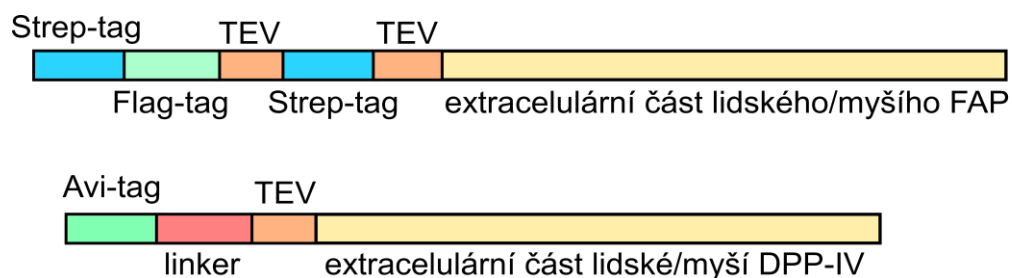 Strep-tag TEV TEV
Flag-tag Strep-tag extracelulární část lidského/myšího FAP
Avi-tag TEV
linker extracelulární část lidské/myší DPP-IV